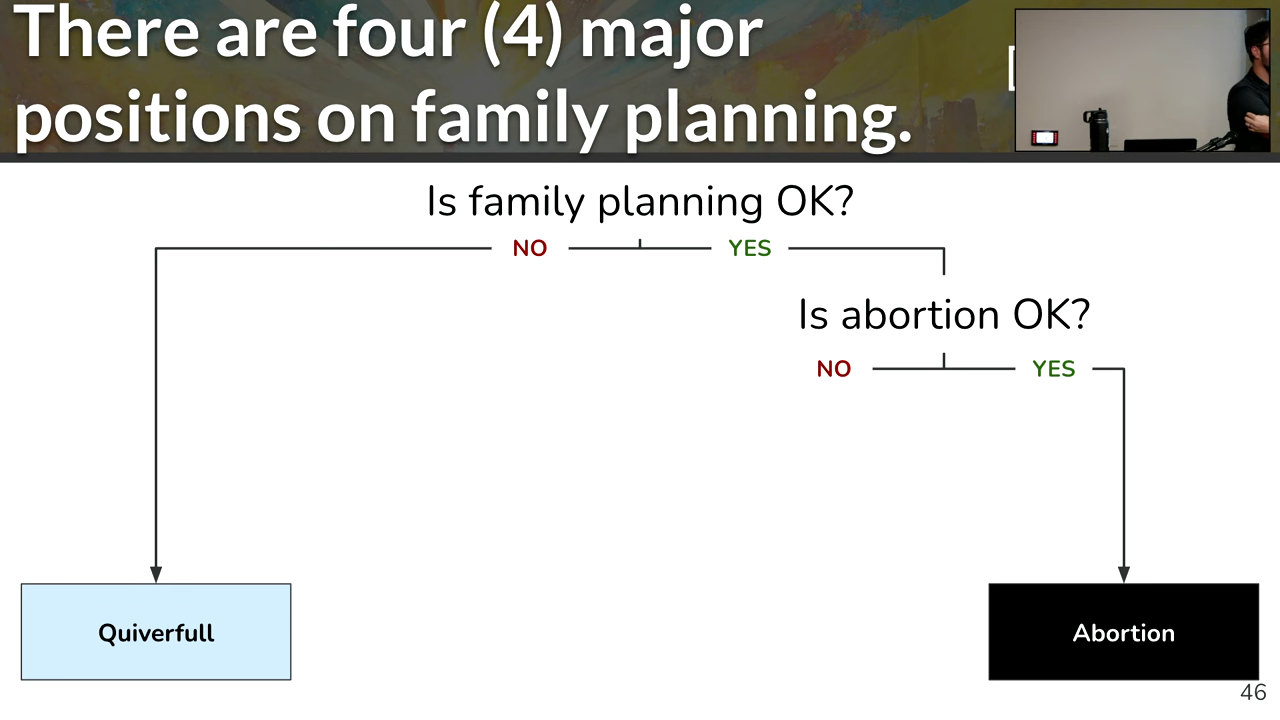 There are four (4) major
positions on family planning.
Is family planning OK?
NO
YES
Is abortion OK?
NO
YES
Quiverfull
Abortion
46